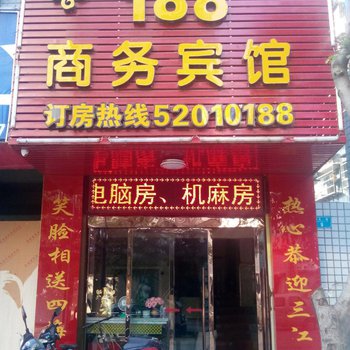 168
商务宾馆
订房热线52010188
电脑房、机麻房
笑脸相送四
热心恭迎三江